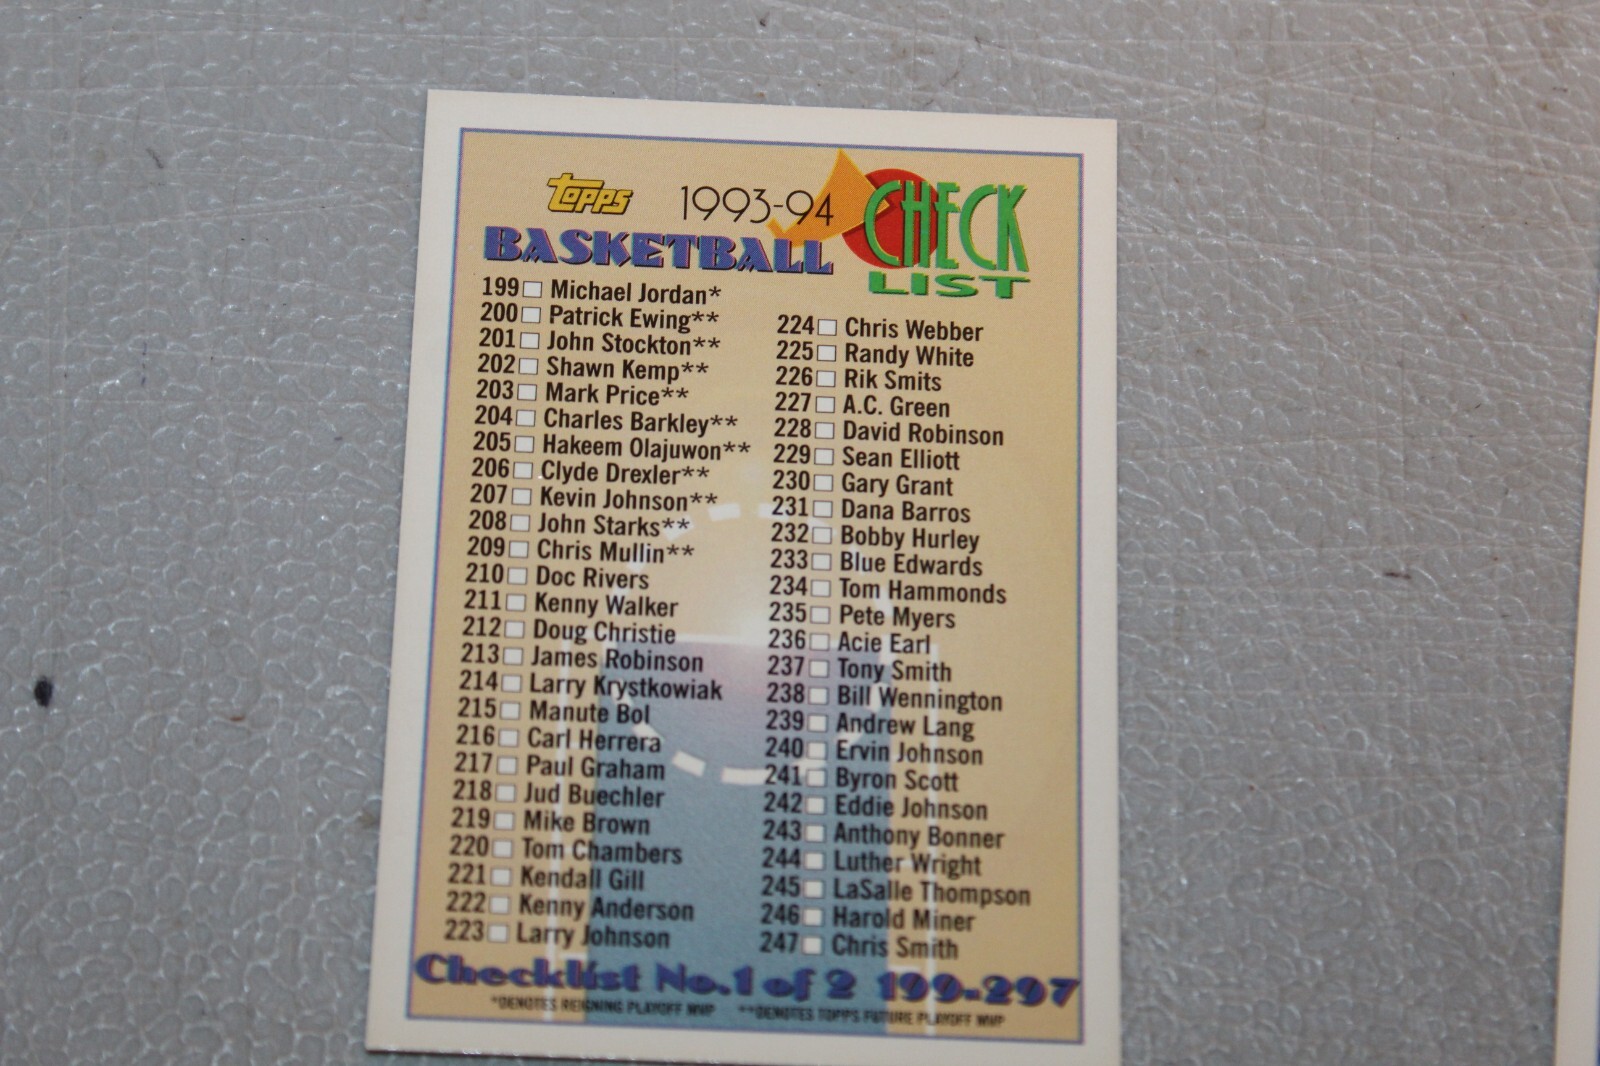 Topps
1993-94
BASKETBALL
CHECK
LIST
199 Michael Jordan*
200 Patrick Ewing**
201 John Stockton**
202 Shawn Kemp**
203 Mark Price**
204 Charles Barkley**
205 Hakeem Olajuwon**
206 Clyde Drexler**
207 Kevin Johnson**
208 John Starks**
209 Chris Mullin**
210 Doc Rivers
211 Kenny Walker
212 Doug Christie
213 James Robinson
214 Larry Krystkowiak
215 Manute Bol
216 Carl Herrera
217 Paul Graham
218 Jud Buechler
219 Mike Brown
220 Tom Chambers
221 Kendall Gill
222 Kenny Anderson
223 Larry Johnson
224 Chris Webber
225 Randy White
226 Rik Smits
227 A.C. Green
228 David Robinson
229 Sean Elliott
230 Gary Grant
231 Dana Barros
232 Bobby Hurley
233 Blue Edwards
234 Tom Hammonds
235 Pete Myers
236 Acie Earl
237 Tony Smith
238 Bill Wennington
239 Andrew Lang
240 Ervin Johnson
241 Byron Scott
242 Eddie Johnson
243 Anthony Bonner
244 Luther Wright
245 LaSalle Thompson
246 Harold Miner
247 Chris Smith
Checklist No.1 of 2 199-297
*DENOTES REIGNING PLAYOFF MVP **DENOTES TOPPS FUTURE PLAYOFF MVP